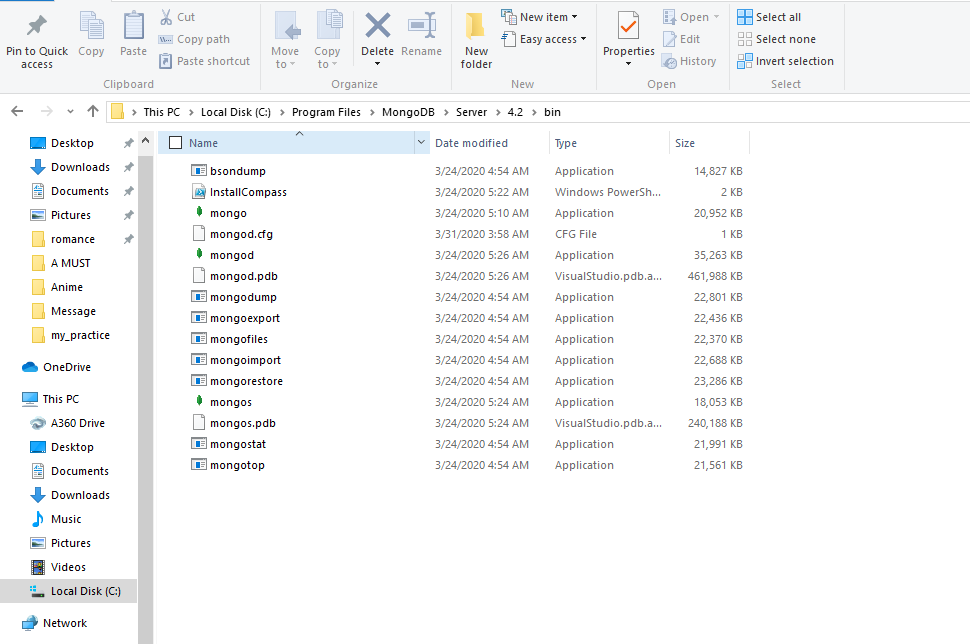 Pin to Quick access
Copy
Paste
Cut
Copy path
Paste shortcut
Clipboard
Move to
Copy to
Delete
Rename
Organize
New folder
New item
Easy access
New
Properties
Open
Edit
History
Open
Select all
Select none
Invert selection
Select
This PC > Local Disk (C:) > Program Files > MongoDB > Server > 4.2 > bin
Desktop
Downloads
Documents
Pictures
romance
A MUST
Anime
Message
my_practice
OneDrive
This PC
A360 Drive
Desktop
Documents
Downloads
Music
Pictures
Videos
Local Disk (C:)
Network
Name Date modified Type Size
bsondump 3/24/2020 4:54 AM Application 14,827 KB
InstallCompass 3/24/2020 5:22 AM Windows PowerSh... 2 KB
mongo 3/24/2020 5:10 AM Application 20,952 KB
mongod.cfg 3/31/2020 3:58 AM CFG File 1 KB
mongod 3/24/2020 5:26 AM Application 35,263 KB
mongod.pdb 3/24/2020 5:26 AM VisualStudio.pdb.a... 461,988 KB
mongodump 3/24/2020 4:54 AM Application 22,801 KB
mongoexport 3/24/2020 4:54 AM Application 22,436 KB
mongofiles 3/24/2020 4:54 AM Application 22,370 KB
mongoimport 3/24/2020 4:54 AM Application 22,688 KB
mongorestore 3/24/2020 4:54 AM Application 23,286 KB
mongos 3/24/2020 5:24 AM Application 18,053 KB
mongos.pdb 3/24/2020 5:24 AM VisualStudio.pdb.a... 240,188 KB
mongostat 3/24/2020 4:54 AM Application 21,991 KB
mongotop 3/24/2020 4:54 AM Application 21,561 KB